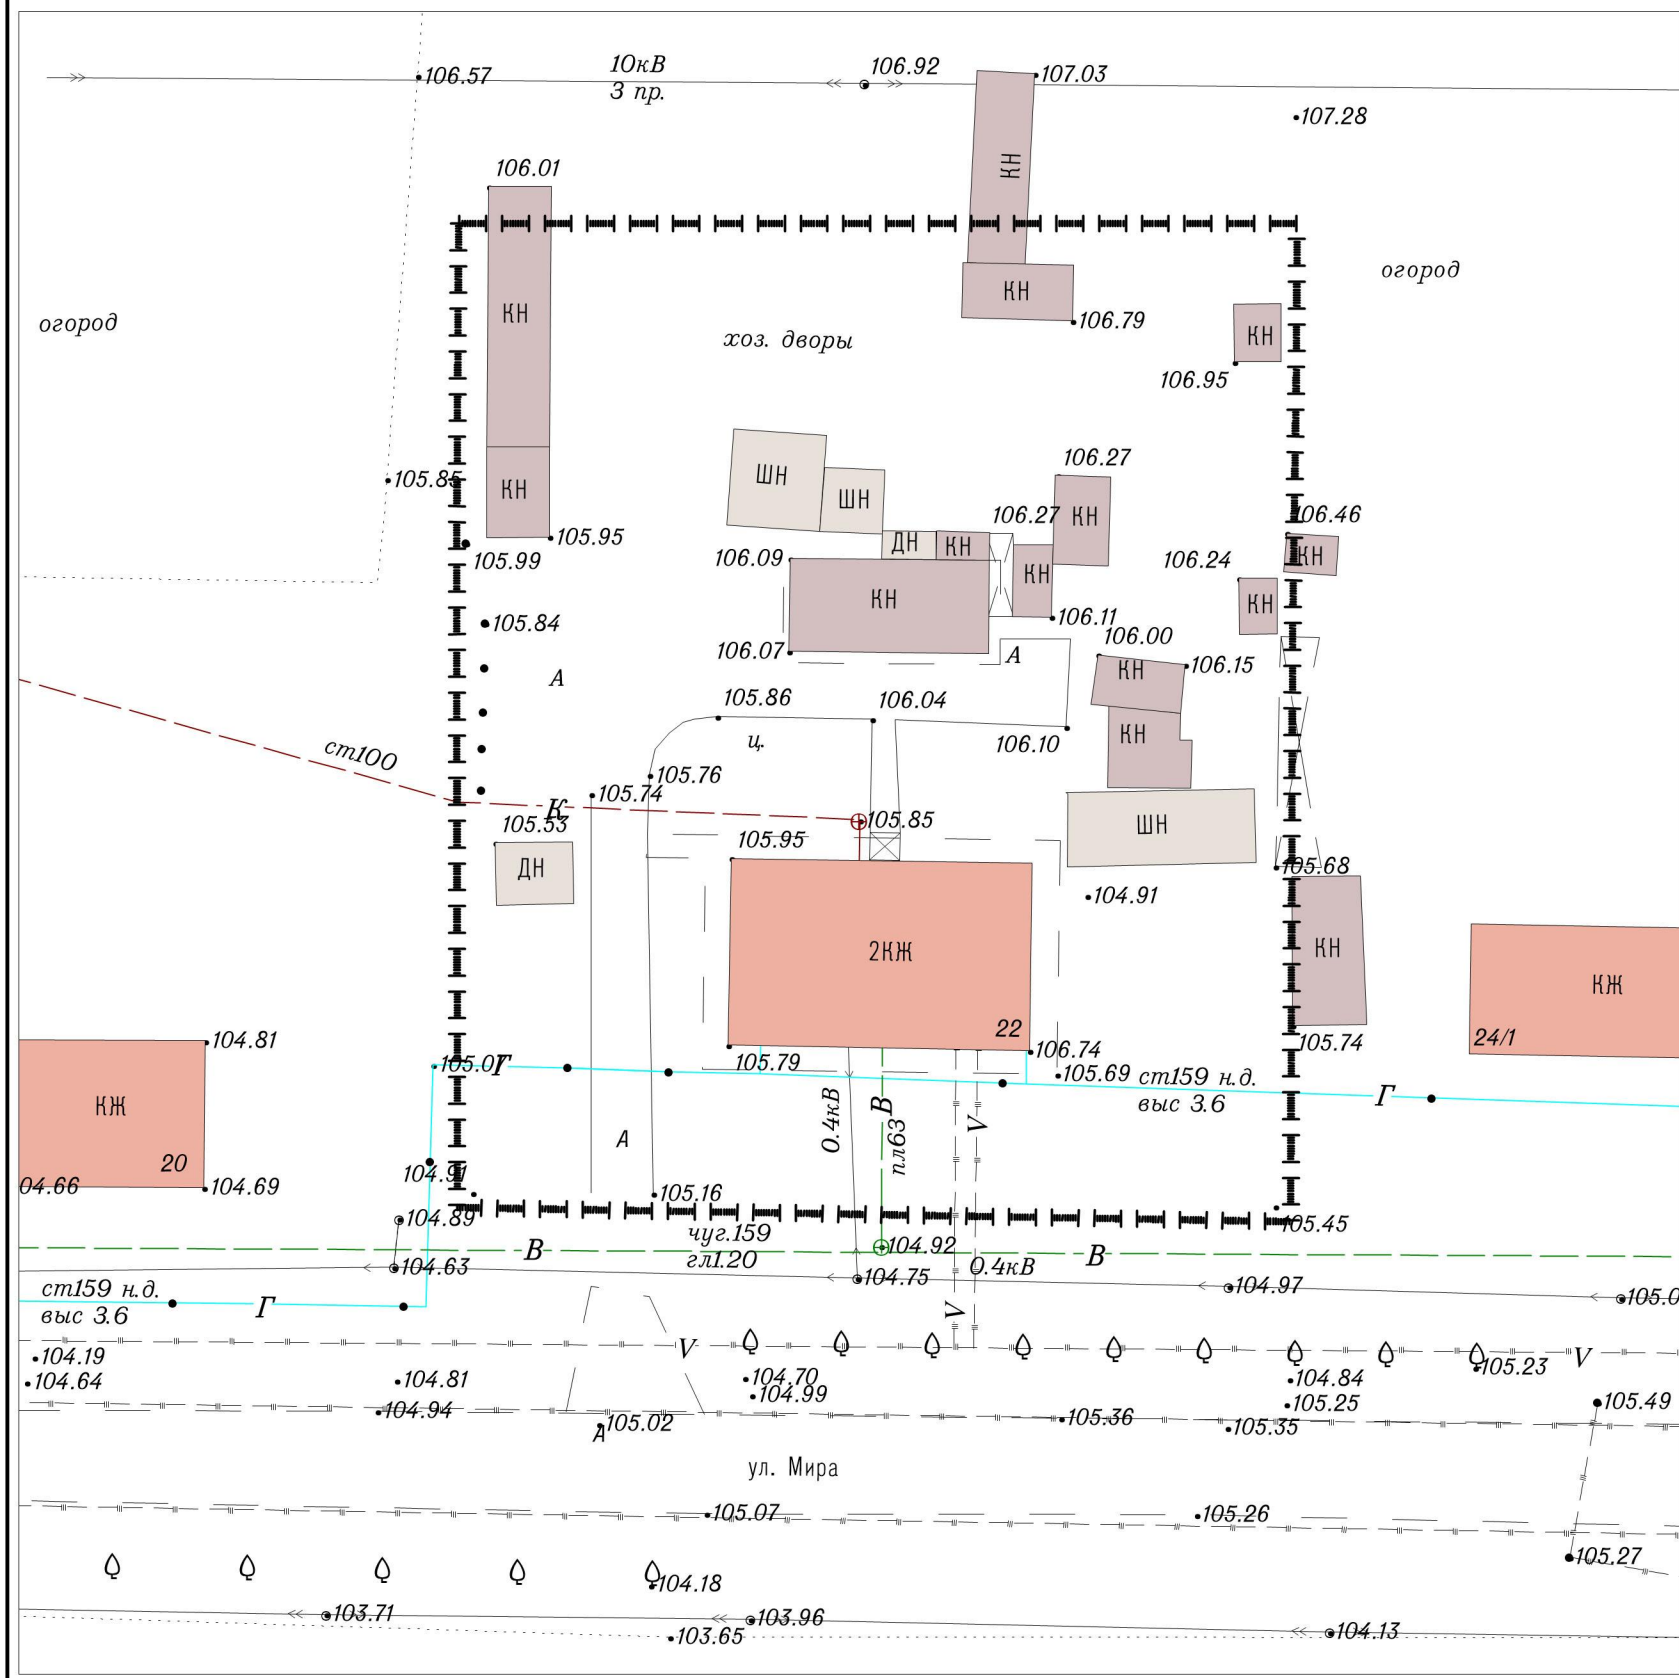 10кВ
3 пр.
106.57
106.92
107.03
107.28
106.01
КН
КН
огород
огород
КН
КН
106.79
хоз. дворы
КН
106.95
ШН
ШН
106.27
КН
105.85
КН
105.95
105.99
106.27
ДН
КН
КН
106.46
КН
106.24
КН
106.09
КН
106.11
105.84
106.07
А
106.00
КН
106.15
А
105.86
106.04
ц.
106.10
КН
ст100
105.76
105.74
К
105.85
105.53
ДН
105.95
ШН
105.68
104.91
2КЖ
22
КН
105.74
КЖ
24/1
104.81
КЖ
20
105.07
Г
105.79
106.74
105.69
ст159 н.д.
выс 3.6
Г
0.4кВ
В
пл63
V
А
104.91
04.66
104.69
105.16
104.89
105.45
чуг.159
гл1.20
В
104.92
В
0.4кВ
104.63
104.75
104.97
105.0
ст159 н.д.
выс 3.6
Г
V
V
V
104.19
104.64
104.81
104.94
104.70
104.99
105.23
104.84
105.25
105.49
А
105.02
105.36
105.35
ул. Мира
105.07
105.26
105.27
104.18
103.71
103.96
103.65
104.13